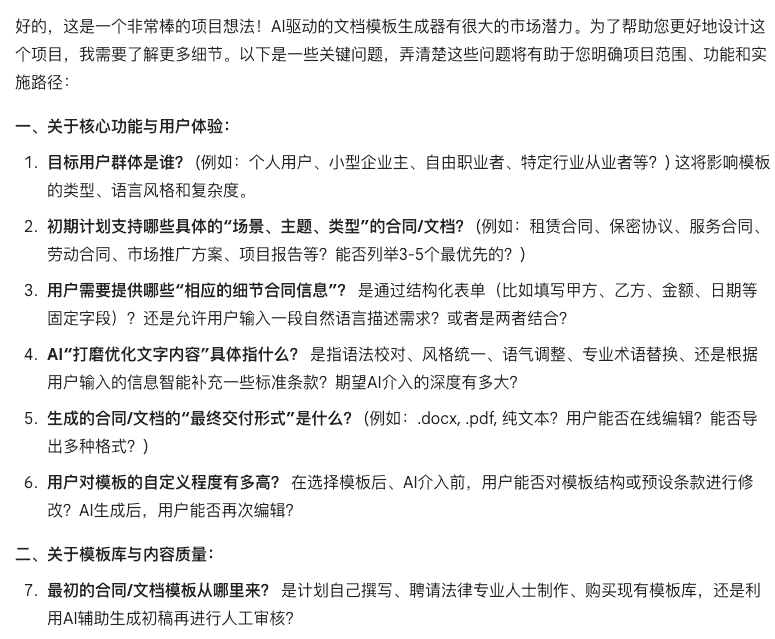 好的，这是一个非常棒的项目想法！AI驱动的文档模板生成器有很大的市场潜力。为了帮助您更好地设计这
个项目，我需要了解更多细节。以下是一些关键问题，弄清楚这些问题将有助于您明确项目范围、功能和实
施路径：
一、关于核心功能与用户体验：
1. 目标用户群体是谁？ (例如：个人用户、小型企业主、自由职业者、特定行业从业者等？) 这将影响模板
的类型、语言风格和复杂度。
2. 初期计划支持哪些具体的“场景、主题、类型”的合同/文档？ (例如：租赁合同、保密协议、服务合同、
劳动合同、市场推广方案、项目报告等？能否列举3-5个最优先的？)
3. 用户需要提供哪些“相应的细节合同信息”？ 是通过结构化表单（比如填写甲方、乙方、金额、日期等
固定字段）？还是允许用户输入一段自然语言描述需求？或者是两者结合？
4. AI“打磨优化文字内容”具体指什么？ 是指语法校对、风格统一、语气调整、专业术语替换、还是根据
用户输入的信息智能补充一些标准条款？期望AI介入的深度有多大？
5. 生成的合同/文档的“最终交付形式”是什么？ (例如：.docx, .pdf, 纯文本？用户能否在线编辑？能否导
出多种格式？)
6. 用户对模板的自定义程度有多高？ 在选择模板后、AI介入前，用户能否对模板结构或预设条款进行修
改？AI生成后，用户能否再次编辑？
二、关于模板库与内容质量：
7. 最初的合同/文档模板从哪里来？ 是计划自己撰写、聘请法律专业人士制作、购买现有模板库，还是利
用AI辅助生成初稿再进行人工审核？